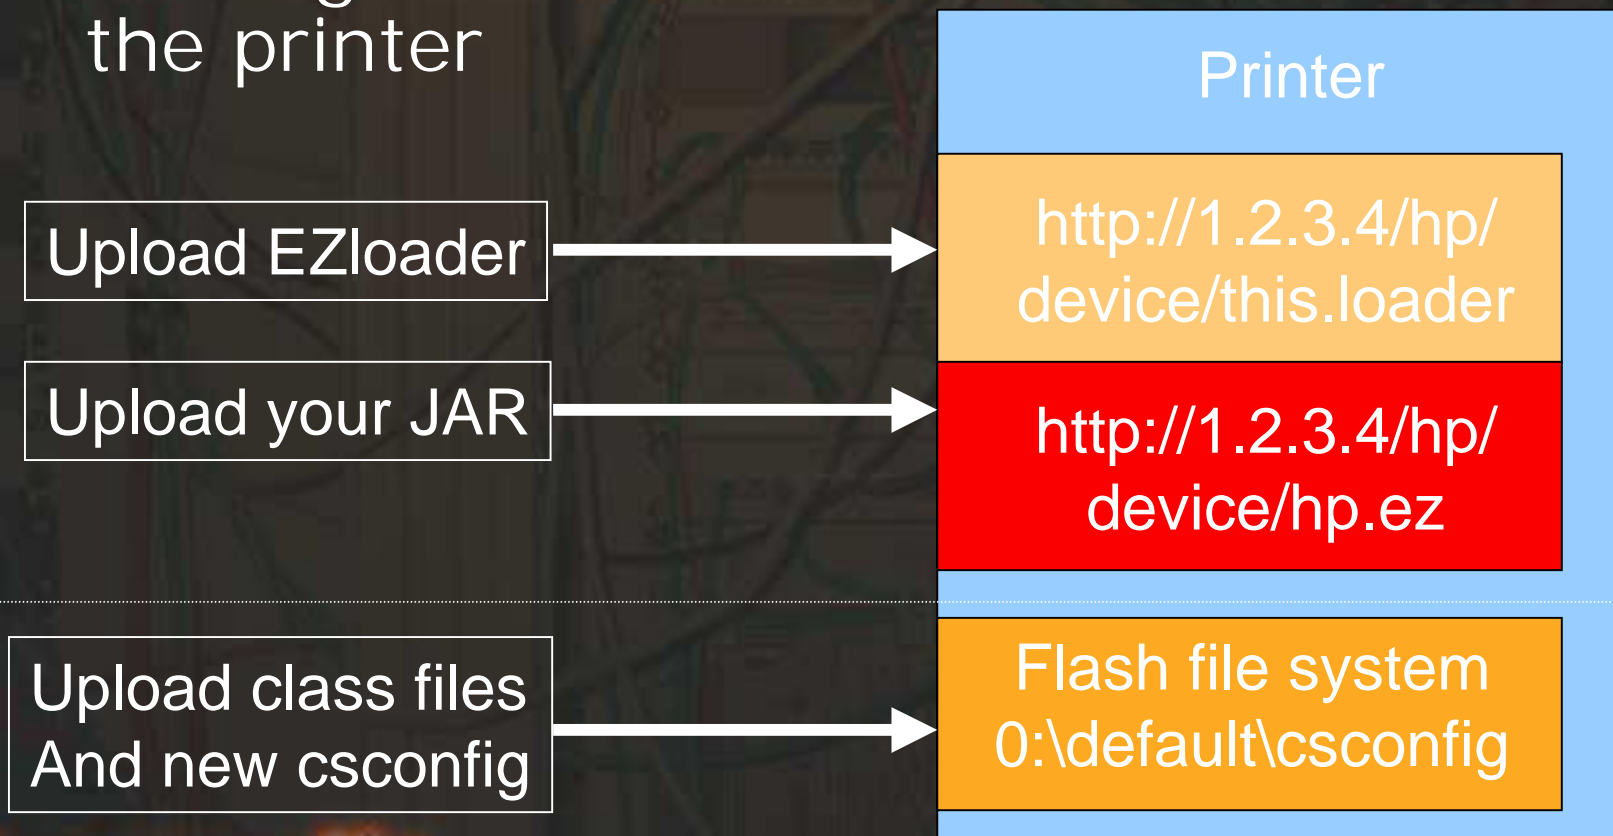 the printer
Printer
Upload EZloader
http://1.2.3.4/hp/
device/this.loader
Upload your JAR
http://1.2.3.4/hp/
device/hp.ez
Upload class files
And new csconfig
Flash file system
0:\default\csconfig